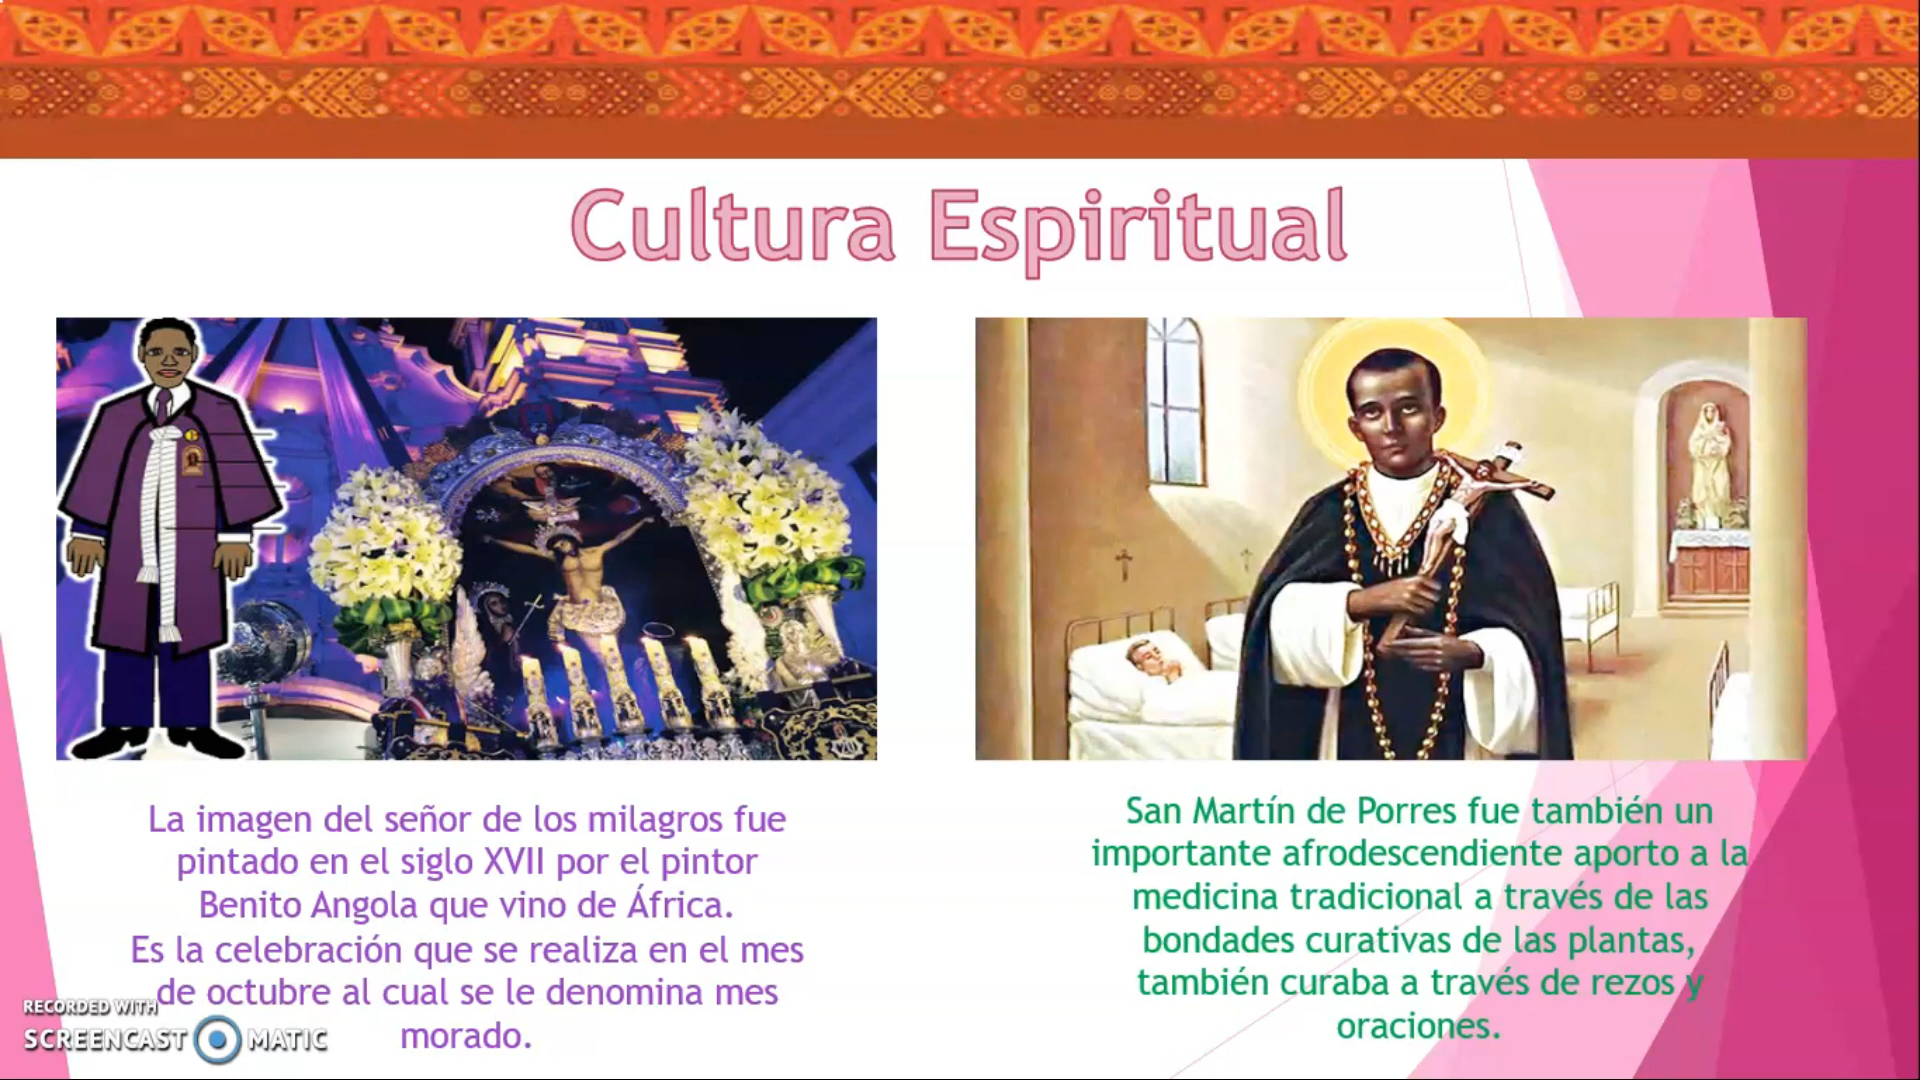 Cultura Espiritual
La imagen del señor de los milagros fue
pintado en el siglo XVII por el pintor
Benito Angola que vino de África.
Es la celebración que se realiza en el mes
de octubre al cual se le denomina mes
morado.
San Martín de Porres fue también un
importante afrodescendiente aporto a la
medicina tradicional a través de las
bondades curativas de las plantas,
también curaba a través de rezos y
oraciones.
RECORDED WITH
SCREENCAST MATIC